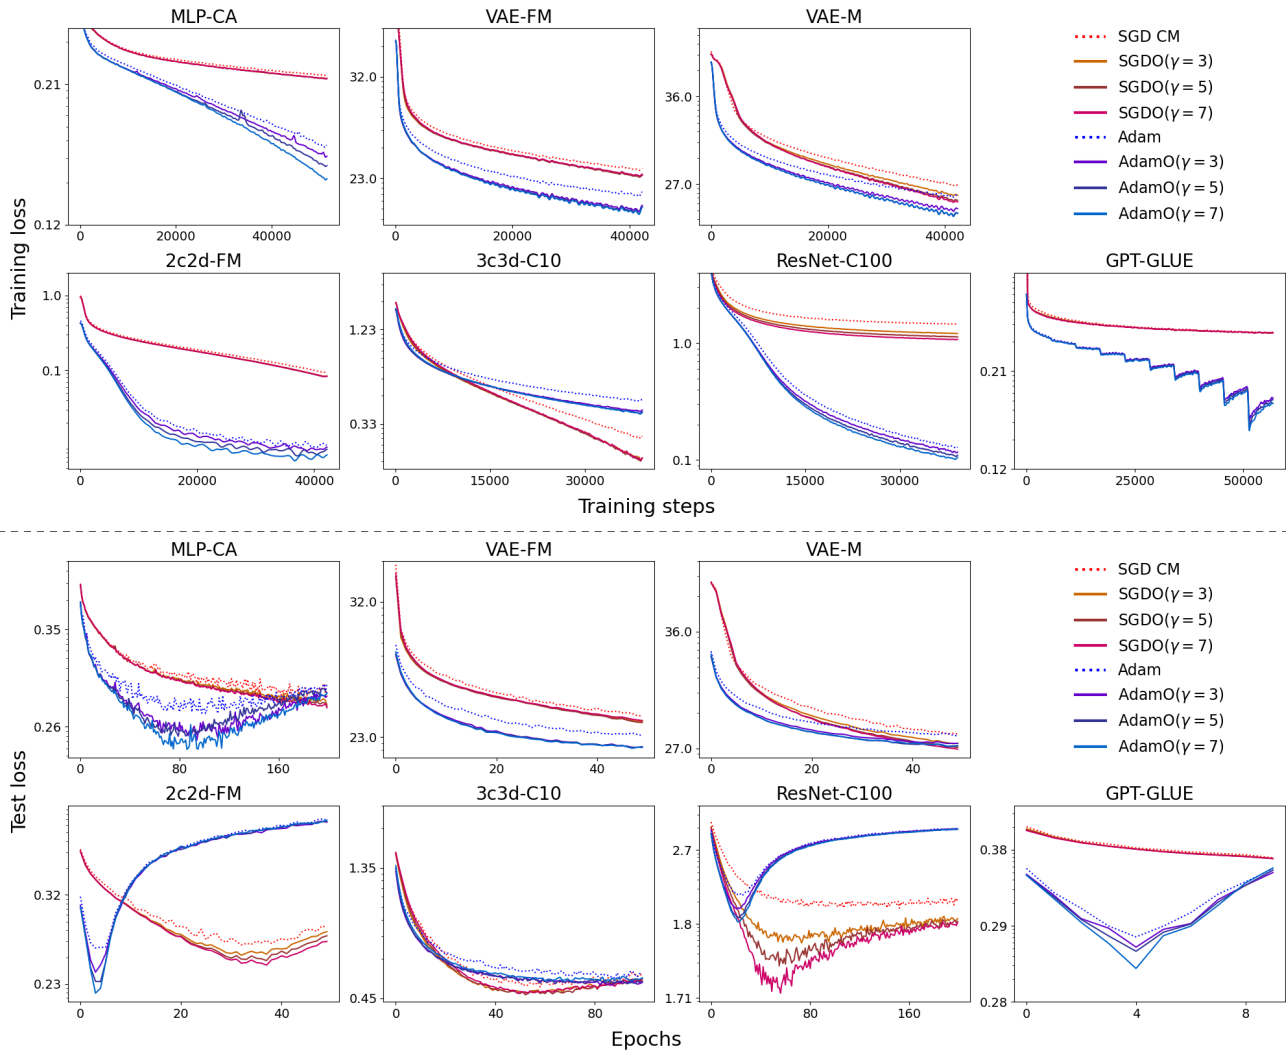 MLP-CA
VAE-FM
VAE-M
0.21
0.12
0 20000 40000
32.0
23.0
0 20000 40000
36.0
27.0
0 20000 40000
SGD CM
SGDO(γ = 3)
SGDO(γ = 5)
SGDO(γ = 7)
Adam
AdamO(γ = 3)
AdamO(γ = 5)
AdamO(γ = 7)
Training loss
2c2d-FM
3c3d-C10
ResNet-C100
GPT-GLUE
1.0
0.1
0 20000 40000
1.23
0.33
0 15000 30000
1.0
0.1
0 15000 30000
0.21
0.12
0 25000 50000
Training steps
MLP-CA
VAE-FM
VAE-M
0.35
0.26
0 80 160
32.0
23.0
0 20 40
36.0
27.0
0 20 40
SGD CM
SGDO(γ = 3)
SGDO(γ = 5)
SGDO(γ = 7)
Adam
AdamO(γ = 3)
AdamO(γ = 5)
AdamO(γ = 7)
Test loss
2c2d-FM
3c3d-C10
ResNet-C100
GPT-GLUE
0.32
0.23
0 20 40
1.35
0.45
0 40 80
2.7
1.8
1.71
0 80 160
0.38
0.29
0.28
0 4 8
Epochs